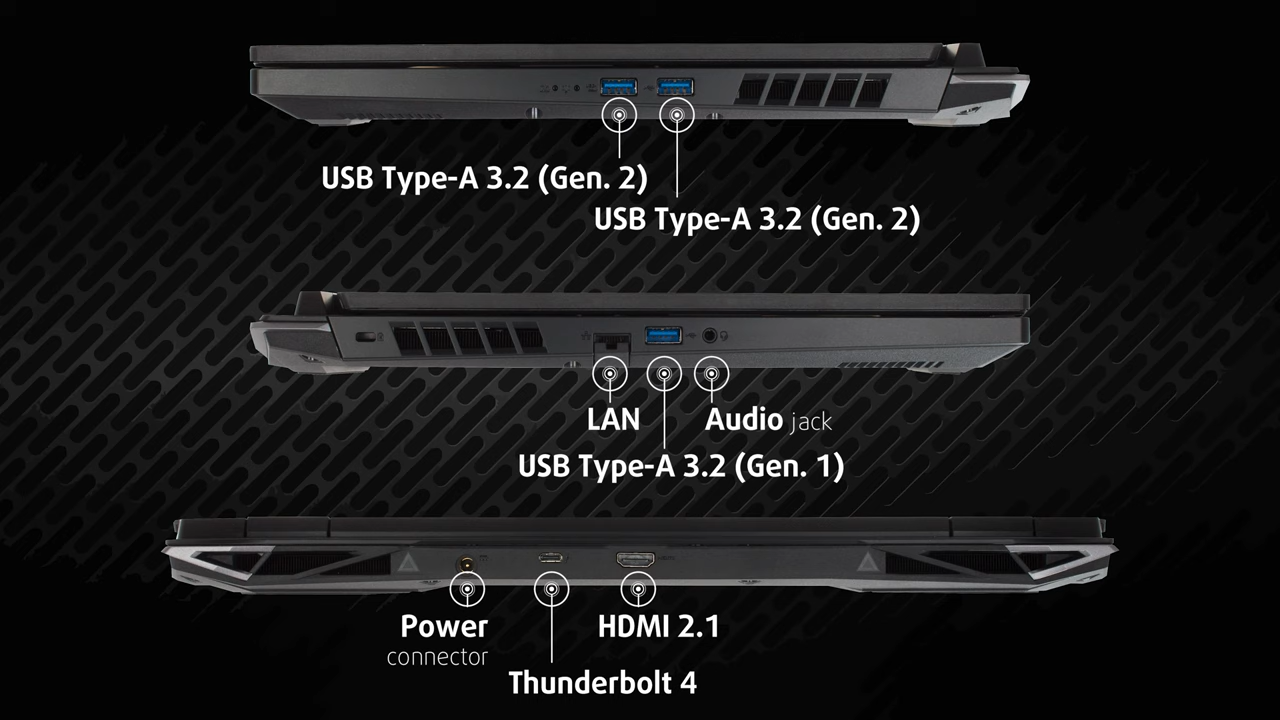 USB Type-A 3.2 (Gen. 2)
USB Type-A 3.2 (Gen. 2)
LAN
Audio jack
USB Type-A 3.2 (Gen. 1)
Power
connector
HDMI 2.1
Thunderbolt 4